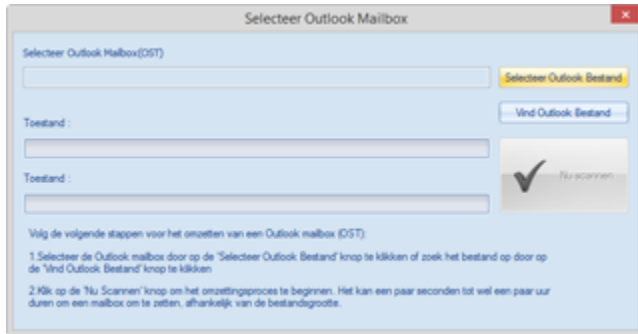 Selecteer Outlook Mailbox
Selecteer Outlook Mailbox(OST)
Selecteer Outlook Bestand
Vind Outlook Bestand
Toestand :
Nu scannen
Toestand :
Volg de volgende stappen voor het omzetten van een Outlook mailbox (OST):
1.Selecteer de Outlook mailbox door op de 'Selecteer Outlook Bestand' knop te klikken of zoek het bestand op door op
de 'Vind Outlook Bestand' knop te klikken
2.Klik op de 'Nu Scannen' knop om het omzettingsproces te beginnen. Het kan een paar seconden tot wel een paar uur
duren om een mailbox om te zetten, afhankelijk van de bestandsgrootte.